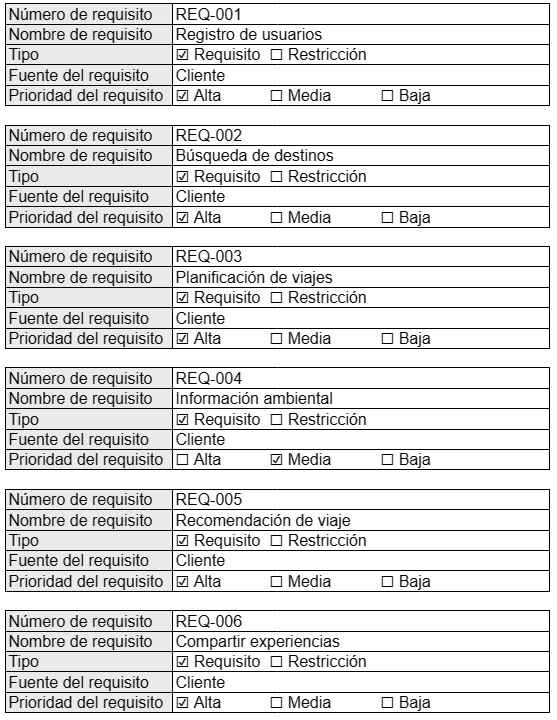 Número de requisito REQ-001
Nombre de requisito Registro de usuarios
Tipo ☑ Requisito ☐ Restricción
Fuente del requisito Cliente
Prioridad del requisito ☑ Alta ☐ Media ☐ Baja
Número de requisito REQ-002
Nombre de requisito Búsqueda de destinos
Tipo ☑ Requisito ☐ Restricción
Fuente del requisito Cliente
Prioridad del requisito ☑ Alta ☐ Media ☐ Baja
Número de requisito REQ-003
Nombre de requisito Planificación de viajes
Tipo ☑ Requisito ☐ Restricción
Fuente del requisito Cliente
Prioridad del requisito ☑ Alta ☐ Media ☐ Baja
Número de requisito REQ-004
Nombre de requisito Información ambiental
Tipo ☑ Requisito ☐ Restricción
Fuente del requisito Cliente
Prioridad del requisito ☐ Alta ☑ Media ☐ Baja
Número de requisito REQ-005
Nombre de requisito Recomendación de viaje
Tipo ☑ Requisito ☐ Restricción
Fuente del requisito Cliente
Prioridad del requisito ☑ Alta ☐ Media ☐ Baja
Número de requisito REQ-006
Nombre de requisito Compartir experiencias
Tipo ☑ Requisito ☐ Restricción
Fuente del requisito Cliente
Prioridad del requisito ☑ Alta ☐ Media ☐ Baja